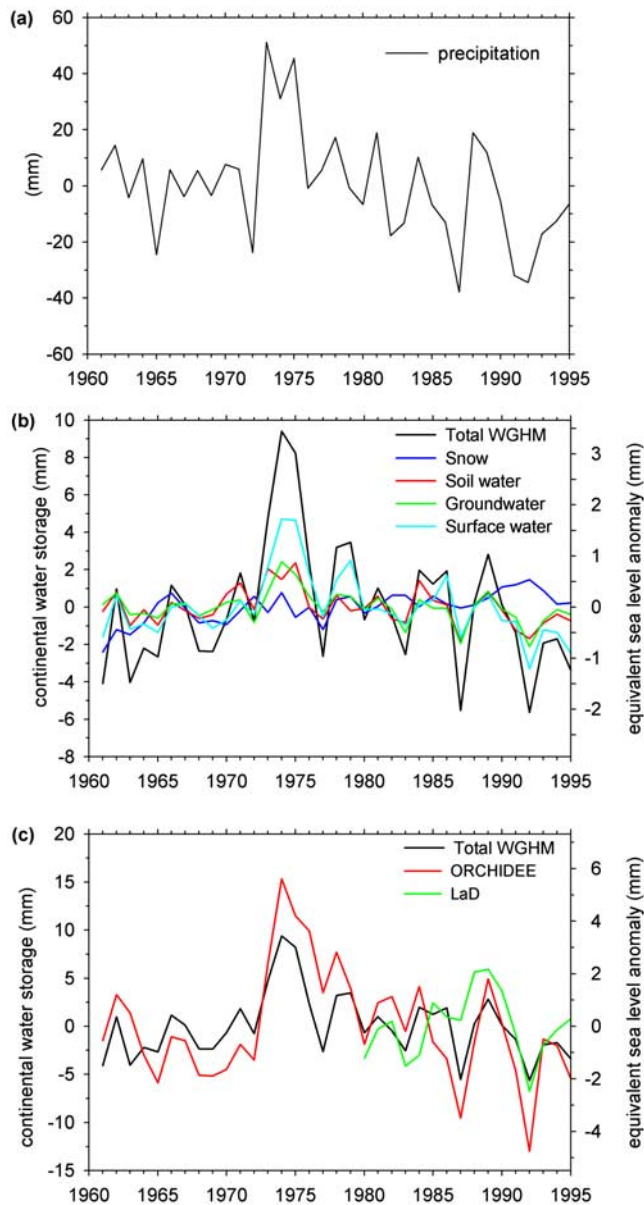 (a)
60
40
20
0
-20
-40
-60
(mm)
precipitation
1960 1965 1970 1975 1980 1985 1990 1995
(b)
10
8
6
4
2
0
-2
-4
-6
-8
continental water storage (mm)
Total WGHM
Snow
Soil water
Groundwater
Surface water
3
2
1
0
-1
-2
equivalent sea level anomaly (mm)
1960 1965 1970 1975 1980 1985 1990 1995
(c)
20
15
10
5
0
-5
-10
-15
continental water storage (mm)
Total WGHM
ORCHIDEE
LaD
6
4
2
0
-2
-4
equivalent sea level anomaly (mm)
1960 1965 1970 1975 1980 1985 1990 1995